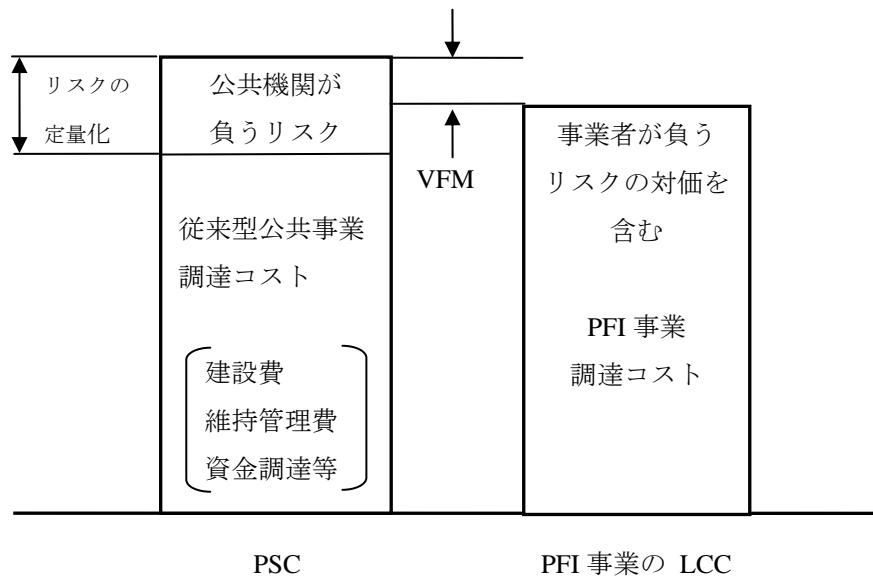 リスクの
定量化
公共機関が
負うリスク
従来型公共事業
調達コスト
建設費
維持管理費
資金調達等
VFM
事業者が負う
リスクの対価を
含む
PFI 事業
調達コスト
PSC
PFI 事業の LCC